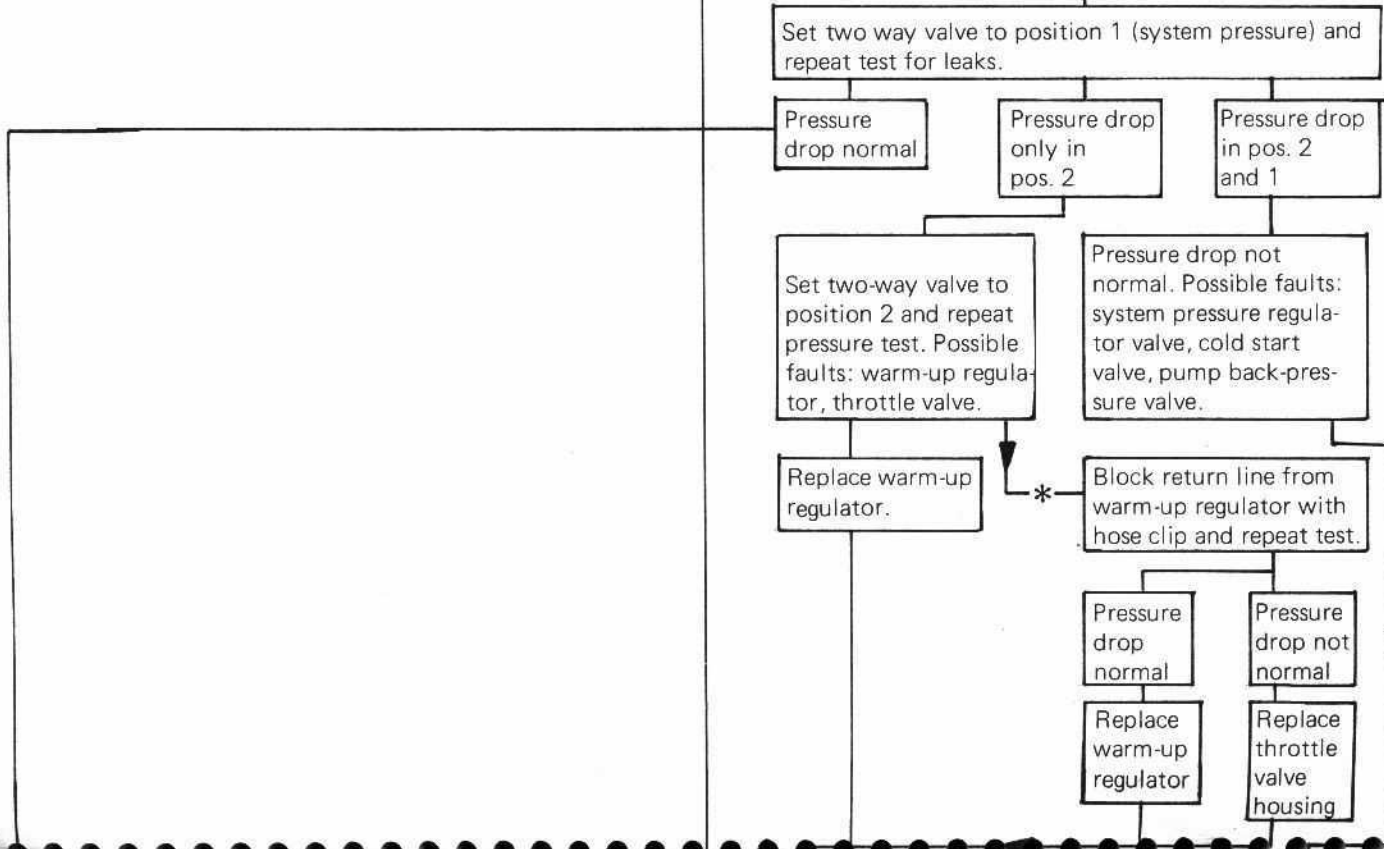 Set two way valve to position 1 (system pressure) and
repeat test for leaks.
Pressure
drop normal
Pressure drop
only in
pos. 2
Pressure drop
in pos. 2
and 1
Set two-way valve to
position 2 and repeat
pressure test. Possible
faults: warm-up regula-
tor, throttle valve.
Pressure drop not
normal. Possible faults:
system pressure regula-
tor valve, cold start
valve, pump back-pres-
sure valve.
Replace warm-up
regulator.
*
Block return line from
warm-up regulator with
hose clip and repeat test.
Pressure
drop
normal
Pressure
drop not
normal
Replace
warm-up
regulator
Replace
throttle
valve
housing